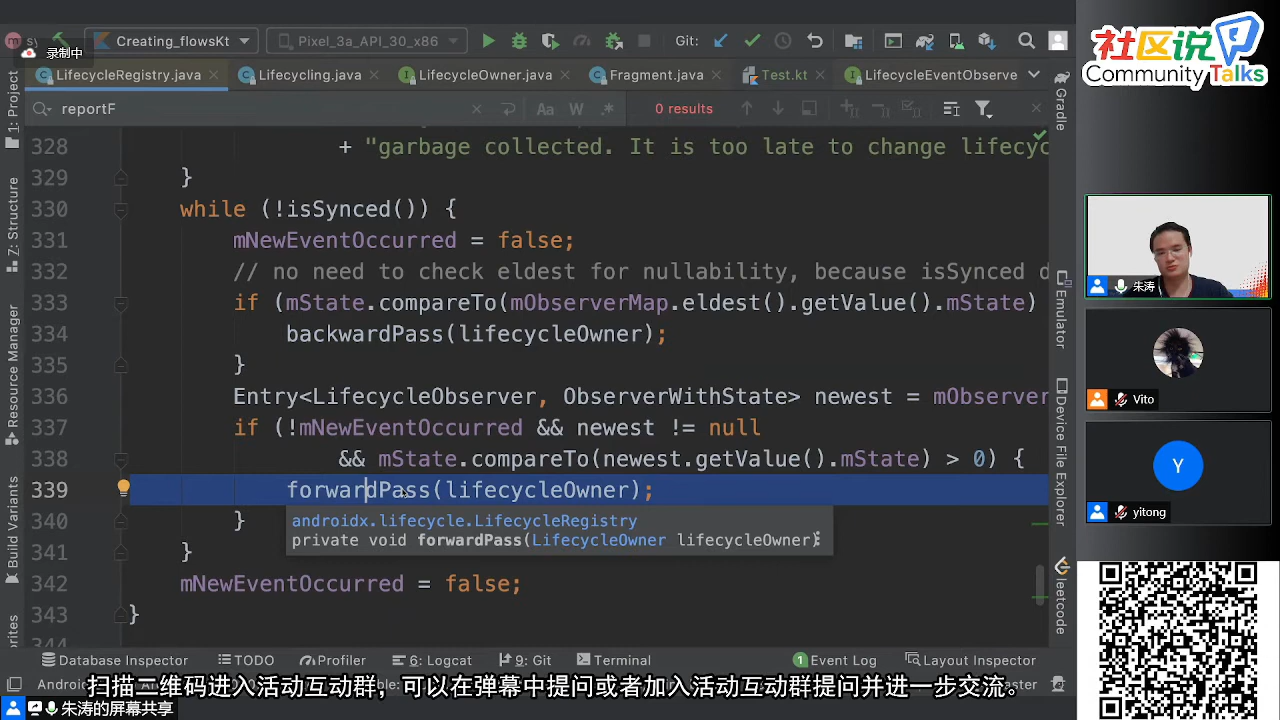 Creating_flowsKt
Pixel_3a_API_3
Git:
录制中
LifecycleRegistry.java
Lifecycling.java
LifecycleOwner.java
Fragment.java
Test.kt
LifecycleEventObserve
reportF
Aa
W
.*
0 results
328 + "garbage collected. It is too late to change lifecyc
329 }
330 while (!isSynced()) {
331 mNewEventOccurred = false;
332 // no need to check eldest for nullability, because isSynced d
333 if (mState.compareTo(mObserverMap.eldest().getValue().mState)
334 backwardPass(lifecycleOwner);
335 }
336 Entry<LifecycleObserver, ObserverWithState> newest = mObserver
337 if (!mNewEventOccurred && newest != null
338 && mState.compareTo(newest.getValue().mState) > 0) {
339 forwardPass(lifecycleOwner);
340 }
androidx.lifecycle.LifecycleRegistry
341 }
private void forwardPass(LifecycleOwner lifecycleOwner)
342 mNewEventOccurred = false;
343 }
1: Project
Z: Structure
Resource Manager
Build Variants
Gradle
Emulator
Device File Explorer
leetcode
Database Inspector
TODO
Profiler
6: Logcat
9: Git
Terminal
1 Event Log
Layout Inspector
扫描二维码进入活动互动群，可以在弹幕中提问或者加入活动互动群提问并进一步交流。
朱涛的屏幕共享
社区说
Community Talks
朱涛
Vito
Y
yitong